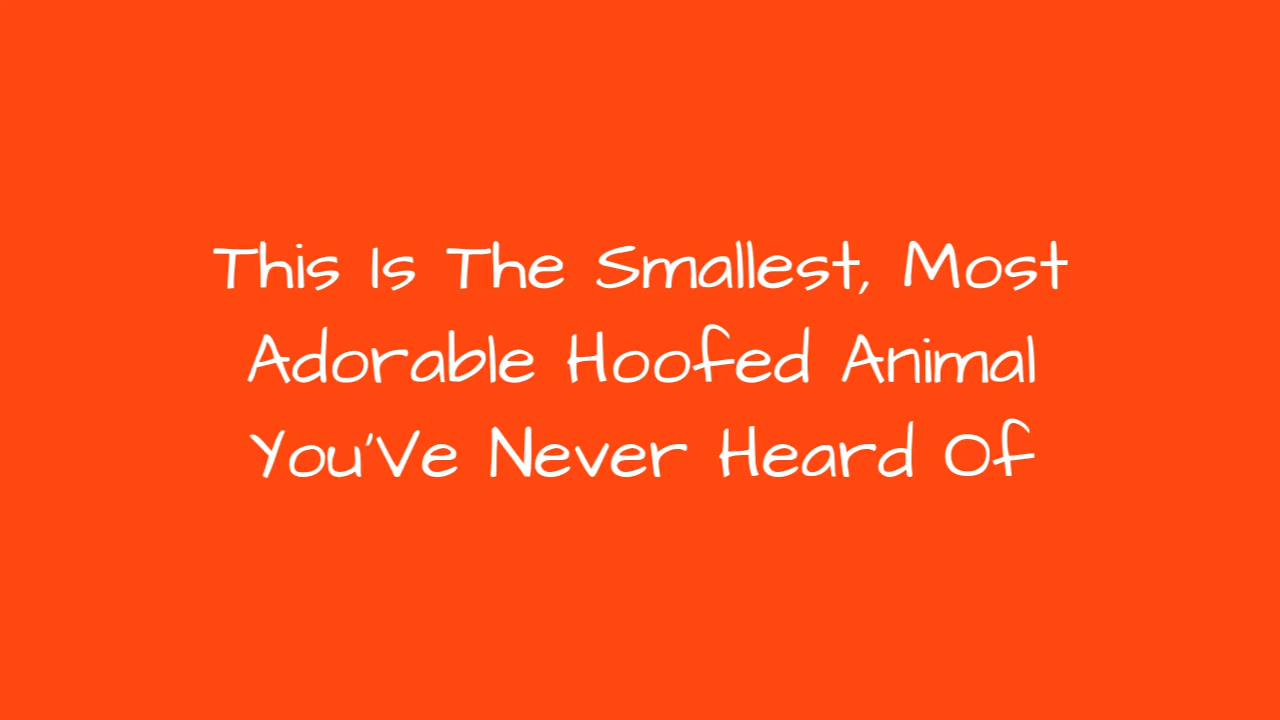 This Is The Smallest, Most
Adorable Hoofed Animal
You'Ve Never Heard Of